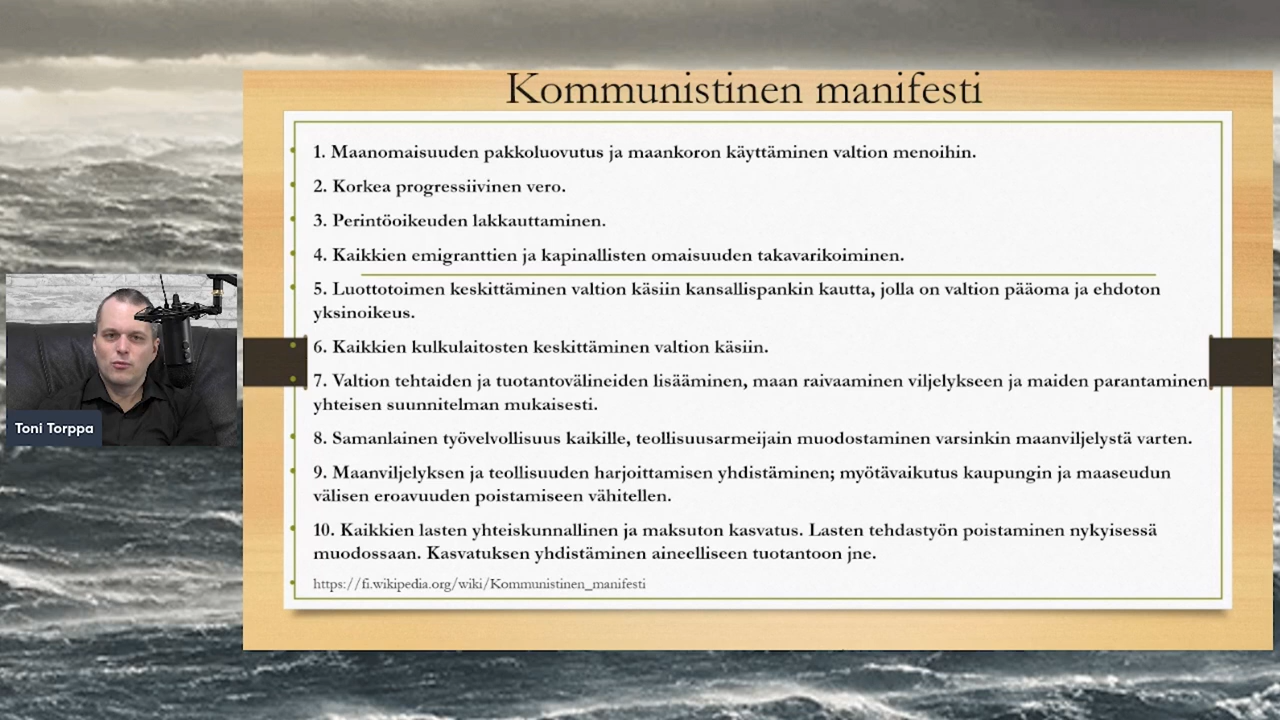 Kommunistinen manifesti
1. Maanomaisuuden pakkoluovutus ja maankoron käyttäminen valtion menoihin.
2. Korkea progressiivinen vero.
3. Perintöoikeuden lakkauttaminen.
4. Kaikkien emigranttien ja kapinallisten omaisuuden takavarikoiminen.
5. Luottotoimen keskittäminen valtion käsiin kansallispankin kautta, jolla on valtion pääoma ja ehdoton
yksinoikeus.
6. Kaikkien kulkulaitosten keskittäminen valtion käsiin.
7. Valtion tehtaiden ja tuotantovälineiden lisääminen, maan raivaaminen viljelykseen ja maiden parantaminen
yhteisen suunnitelman mukaisesti.
8. Samanlainen työvelvollisuus kaikille, teollisuusarmeijain muodostaminen varsinkin maanviljelystä varten.
9. Maanviljelyksen ja teollisuuden harjoittamisen yhdistäminen; myötävaikutus kaupungin ja maaseudun
välisen eroavuuden poistamiseen vähitellen.
10. Kaikkien lasten yhteiskunnallinen ja maksuton kasvatus. Lasten tehdastyön poistaminen nykyisessä
muodossaan. Kasvatuksen yhdistäminen aineelliseen tuotantoon jne.
https://fi.wikipedia.org/wiki/Kommunistinen_manifesti
Toni Torppa